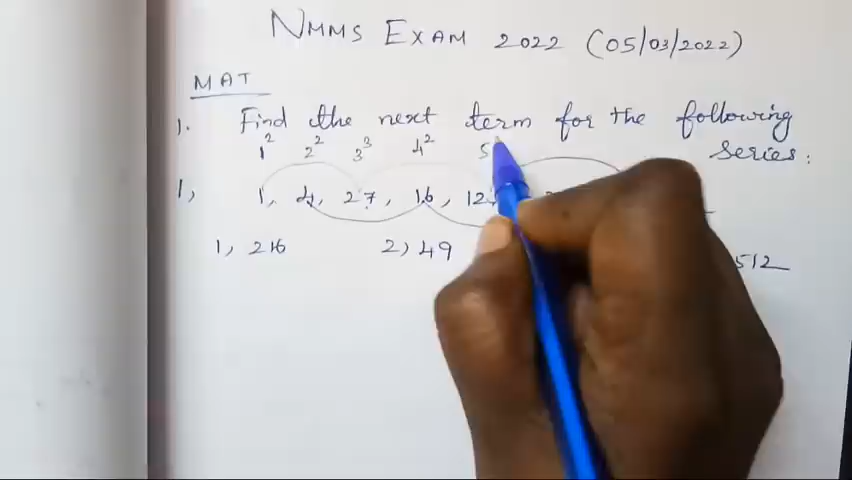 NMMS EXAM 2022 (05/03/2022)
MAT
1. Find the next term for the following
1² 2² 3³ 4² 5 series:
1, 1, 4, 27, 16, 12
1, 216 2) 49 512